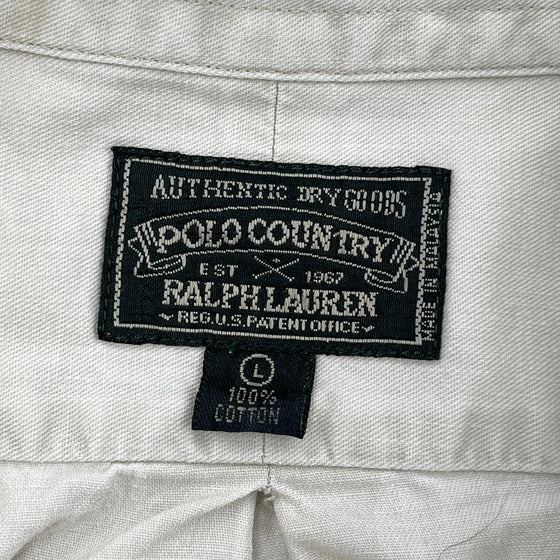 AUTHENTIC DRY GOODS
POLO COUNTRY
EST 1967
RALPH LAUREN
REG. U.S. PATENT OFFICE
MADE IN
L
100%
COTTON